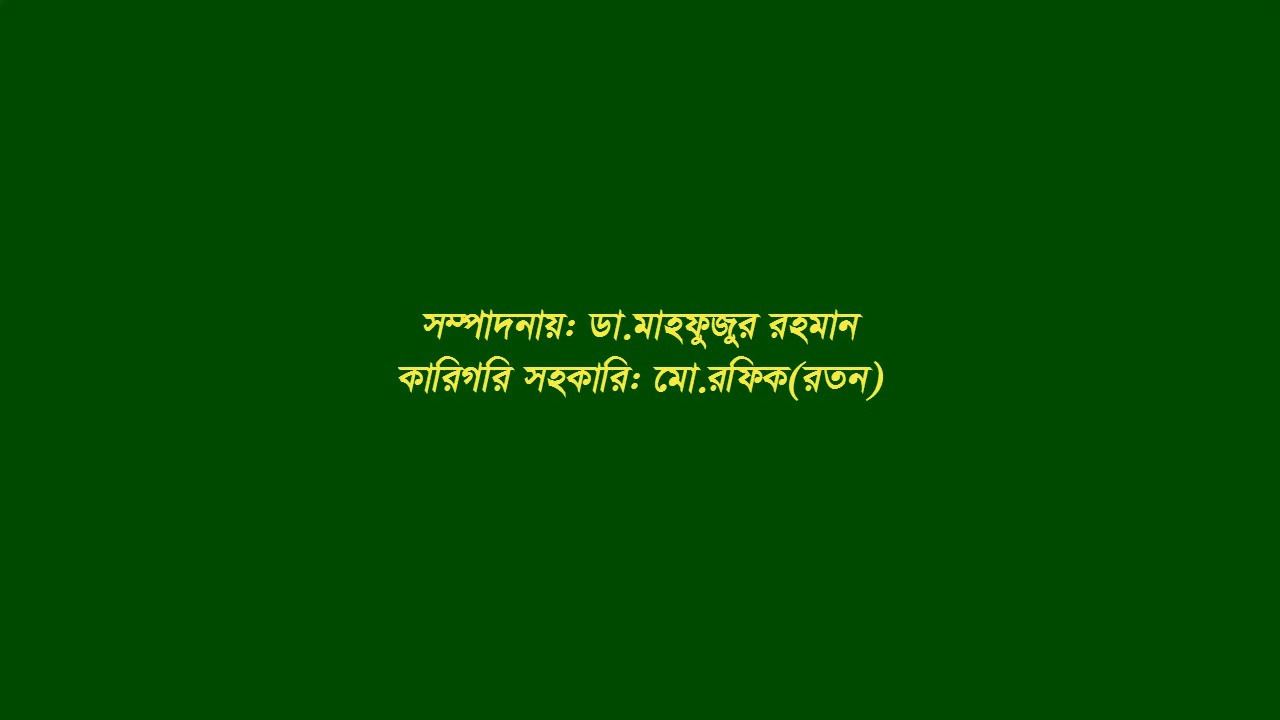 সম্পাদনায়: ডা.মাহফুজুর রহমান
কারিগরি সহকারি: মো.রফিক(রতন)